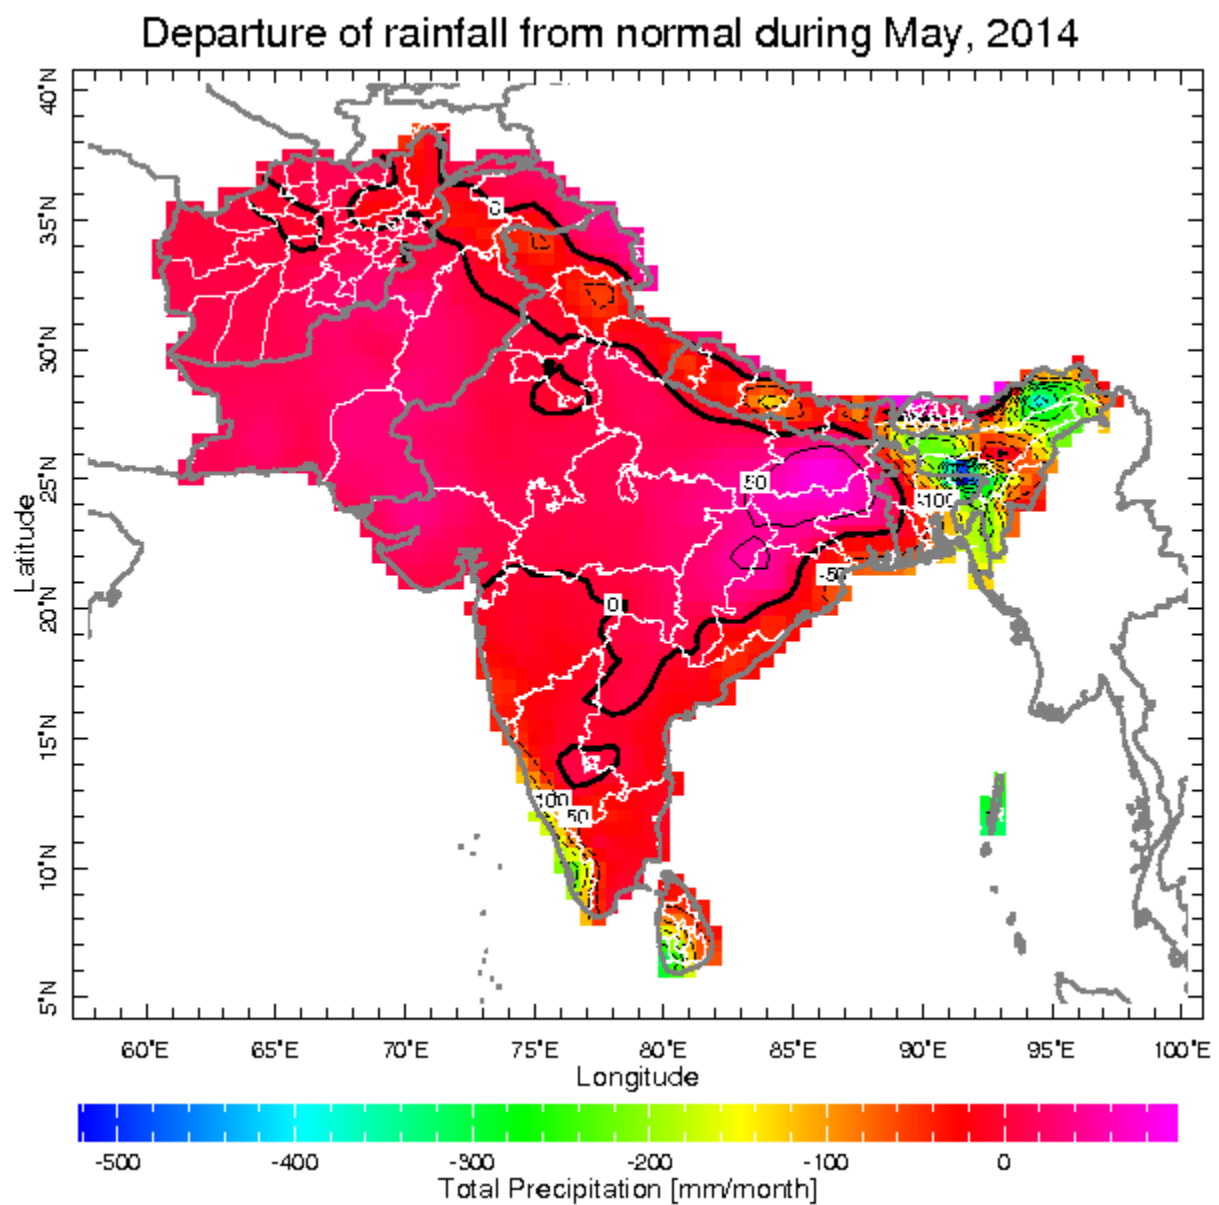 Departure of rainfall from normal during May, 2014
40°N
35°N
30°N
25°N
20°N
15°N
10°N
5°N
Latitude
0
50
-100
-50
0
100
50
60°E 65°E 70°E 75°E 80°E 85°E 90°E 95°E 100°E
Longitude
-500 -400 -300 -200 -100 0
Total Precipitation [mm/month]